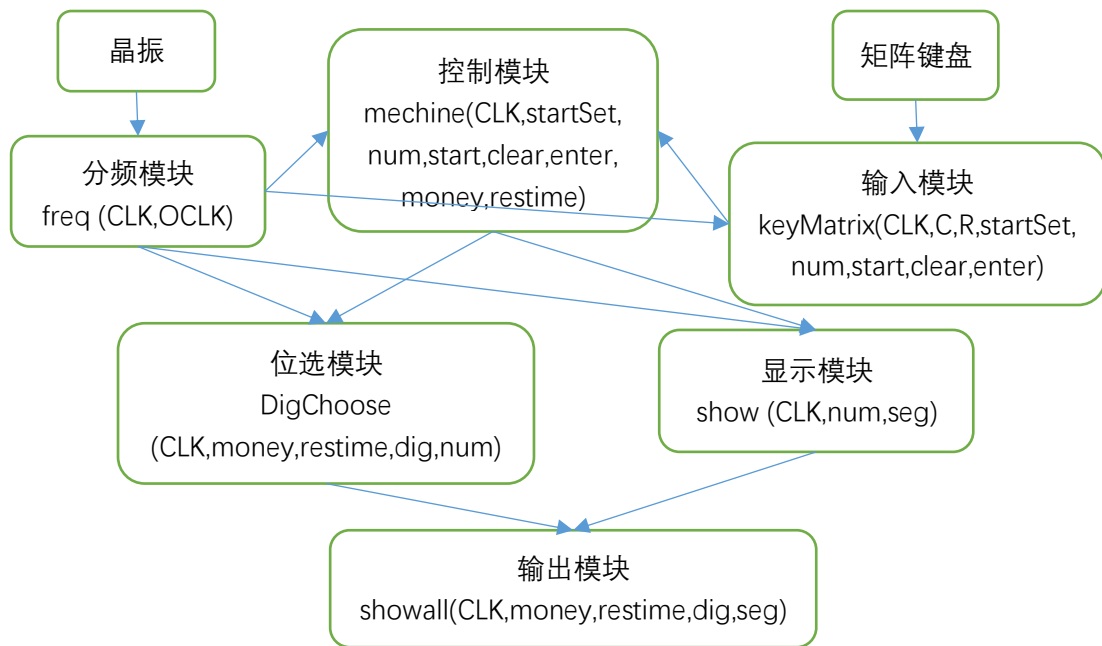 晶振
控制模块
mechine(CLK,startSet,
num,start,clear,enter,
money,restime)
矩阵键盘
分频模块
freq (CLK,OCLK)
输入模块
keyMatrix(CLK,C,R,startSet,
num,start,clear,enter)
位选模块
DigChoose
(CLK,money,restime,dig,num)
显示模块
show (CLK,num,seg)
输出模块
showall(CLK,money,restime,dig,seg)